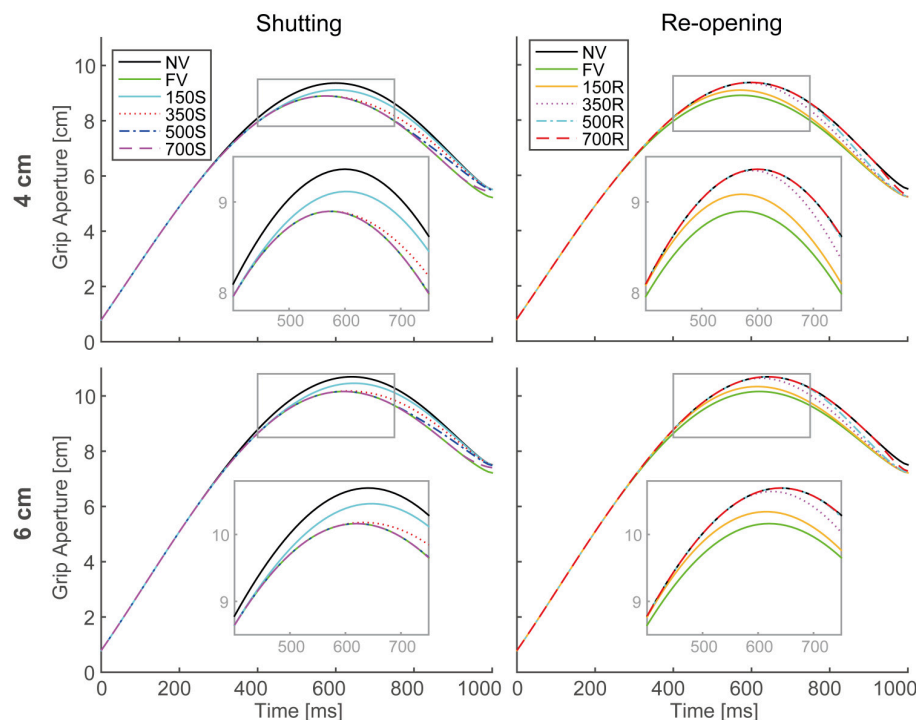 Shutting
Re-opening
4 cm
Grip Aperture [cm]
10
8
6
4
2
0
NV
FV
150S
350S
500S
700S
9
8
500
600
700
NV
FV
150R
350R
500R
700R
9
8
500
600
700
6 cm
Grip Aperture [cm]
10
8
6
4
2
0
10
9
500
600
700
10
9
500
600
700
0
200
400
600
800
1000
Time [ms]
0
200
400
600
800
1000
Time [ms]